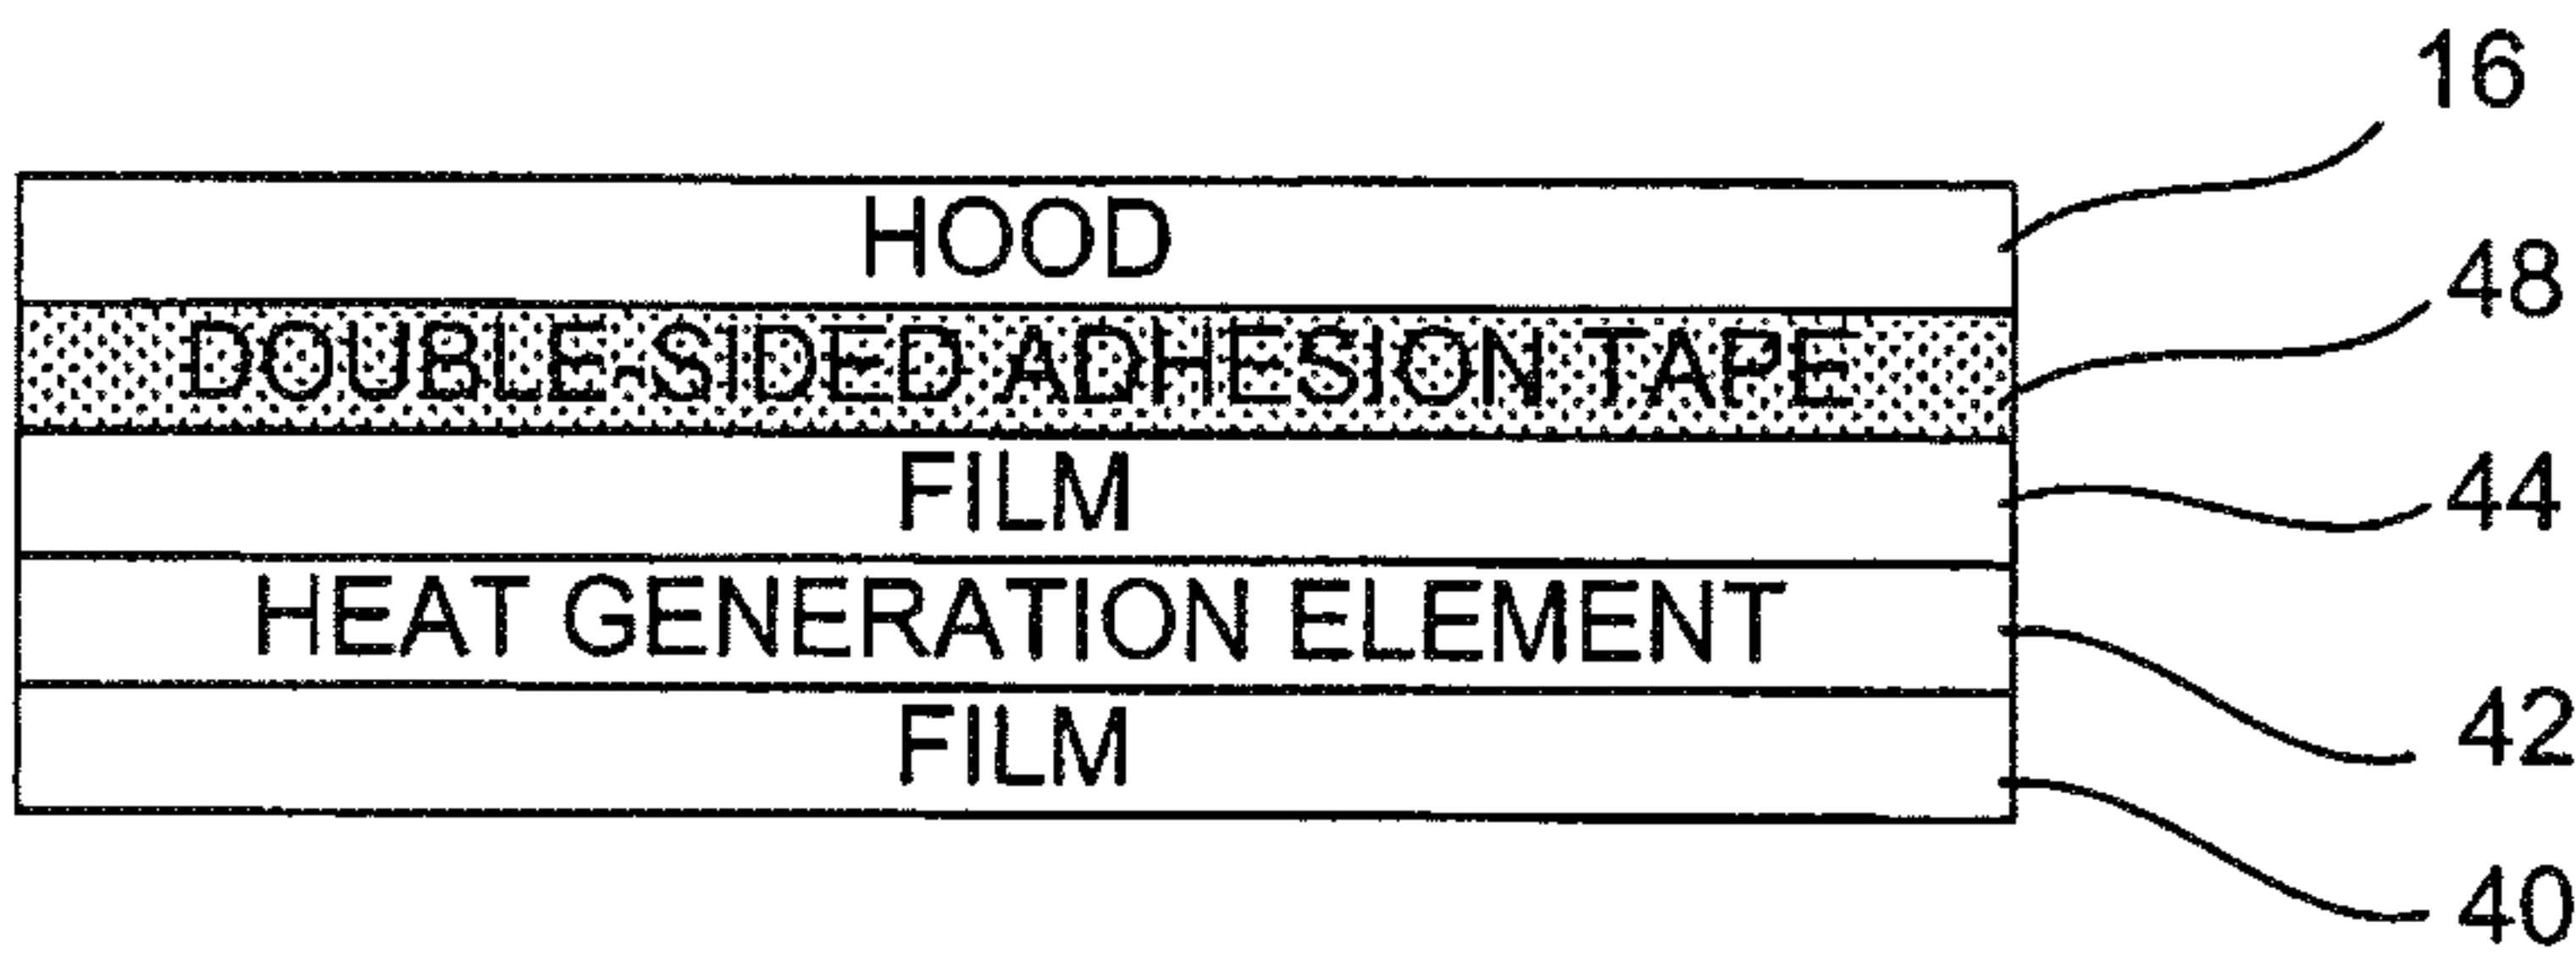 16
HOOD
48
DOUBLE-SIDED ADHESION TAPE
44
FILM
HEAT GENERATION ELEMENT
42
FILM
40